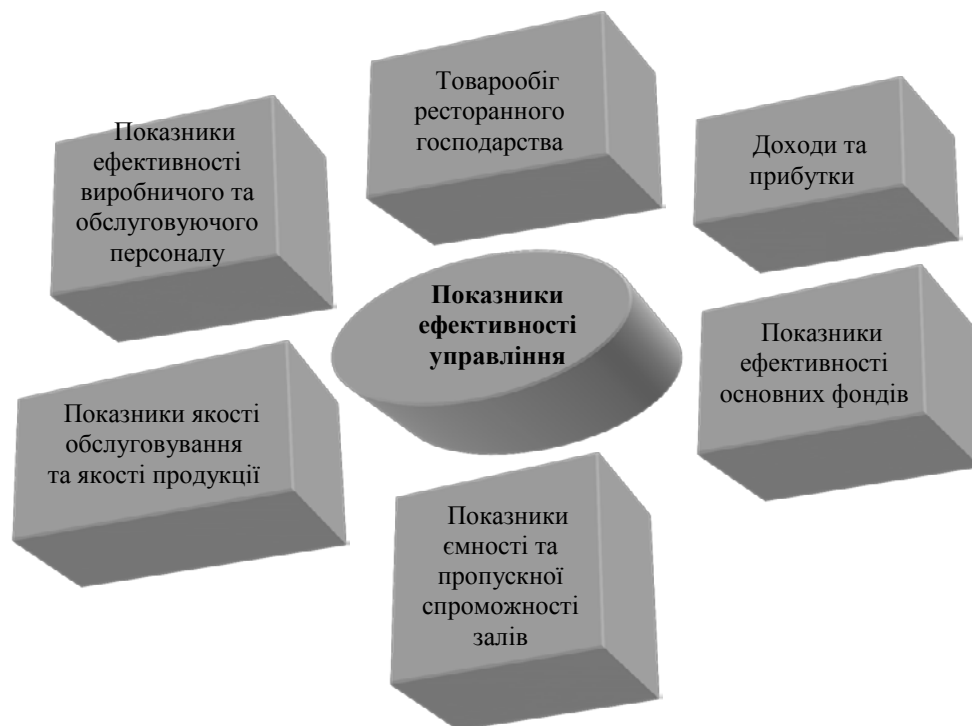 Товарообіг
ресторанного
господарства
Показники
ефективності
виробничого та
обслуговуючого
персоналу
Доходи та
прибутки
Показники
ефективності
управління
Показники
ефективності
основних фондів
Показники якості
обслуговування
та якості продукції
Показники
ємності та
пропускної
спроможності
залів